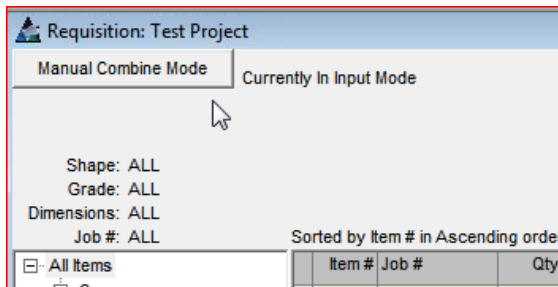 Requisition: Test Project
Manual Combine Mode
Currently In Input Mode
Shape: ALL
Grade: ALL
Dimensions: ALL
Job #: ALL
Sorted by Item # in Ascending orde
All Items
Item # Job # Qty